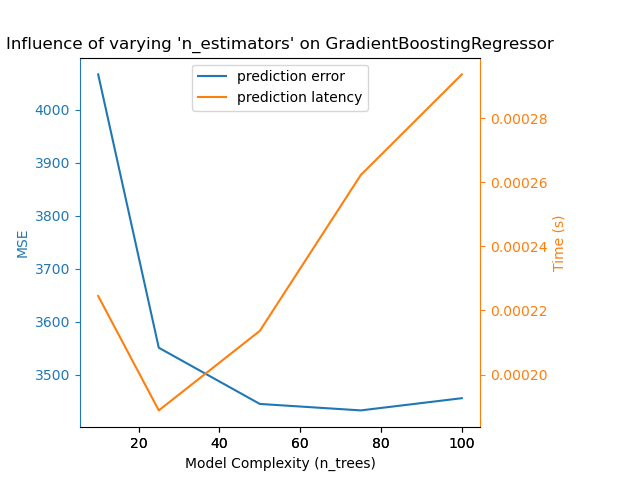 Influence of varying 'n_estimators' on GradientBoostingRegressor
prediction error
prediction latency
4000
3900
3800
3700
3600
3500
MSE
0.00028
0.00026
0.00024
0.00022
0.00020
Time (s)
20
40
60
80
100
Model Complexity (n_trees)